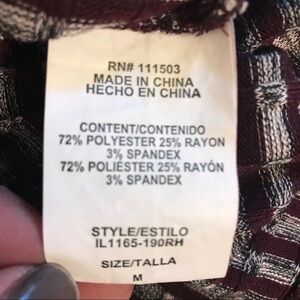 RN# 111503
MADE IN CHINA
HECHO EN CHINA
CONTENT/CONTENIDO
72% POLYESTER 25% RAYON
3% SPANDEX
72% POLIÉSTER 25% RAYÓN
3% SPANDEX
STYLE/ESTILO
IL1165-190RH
SIZE/TALLA
M